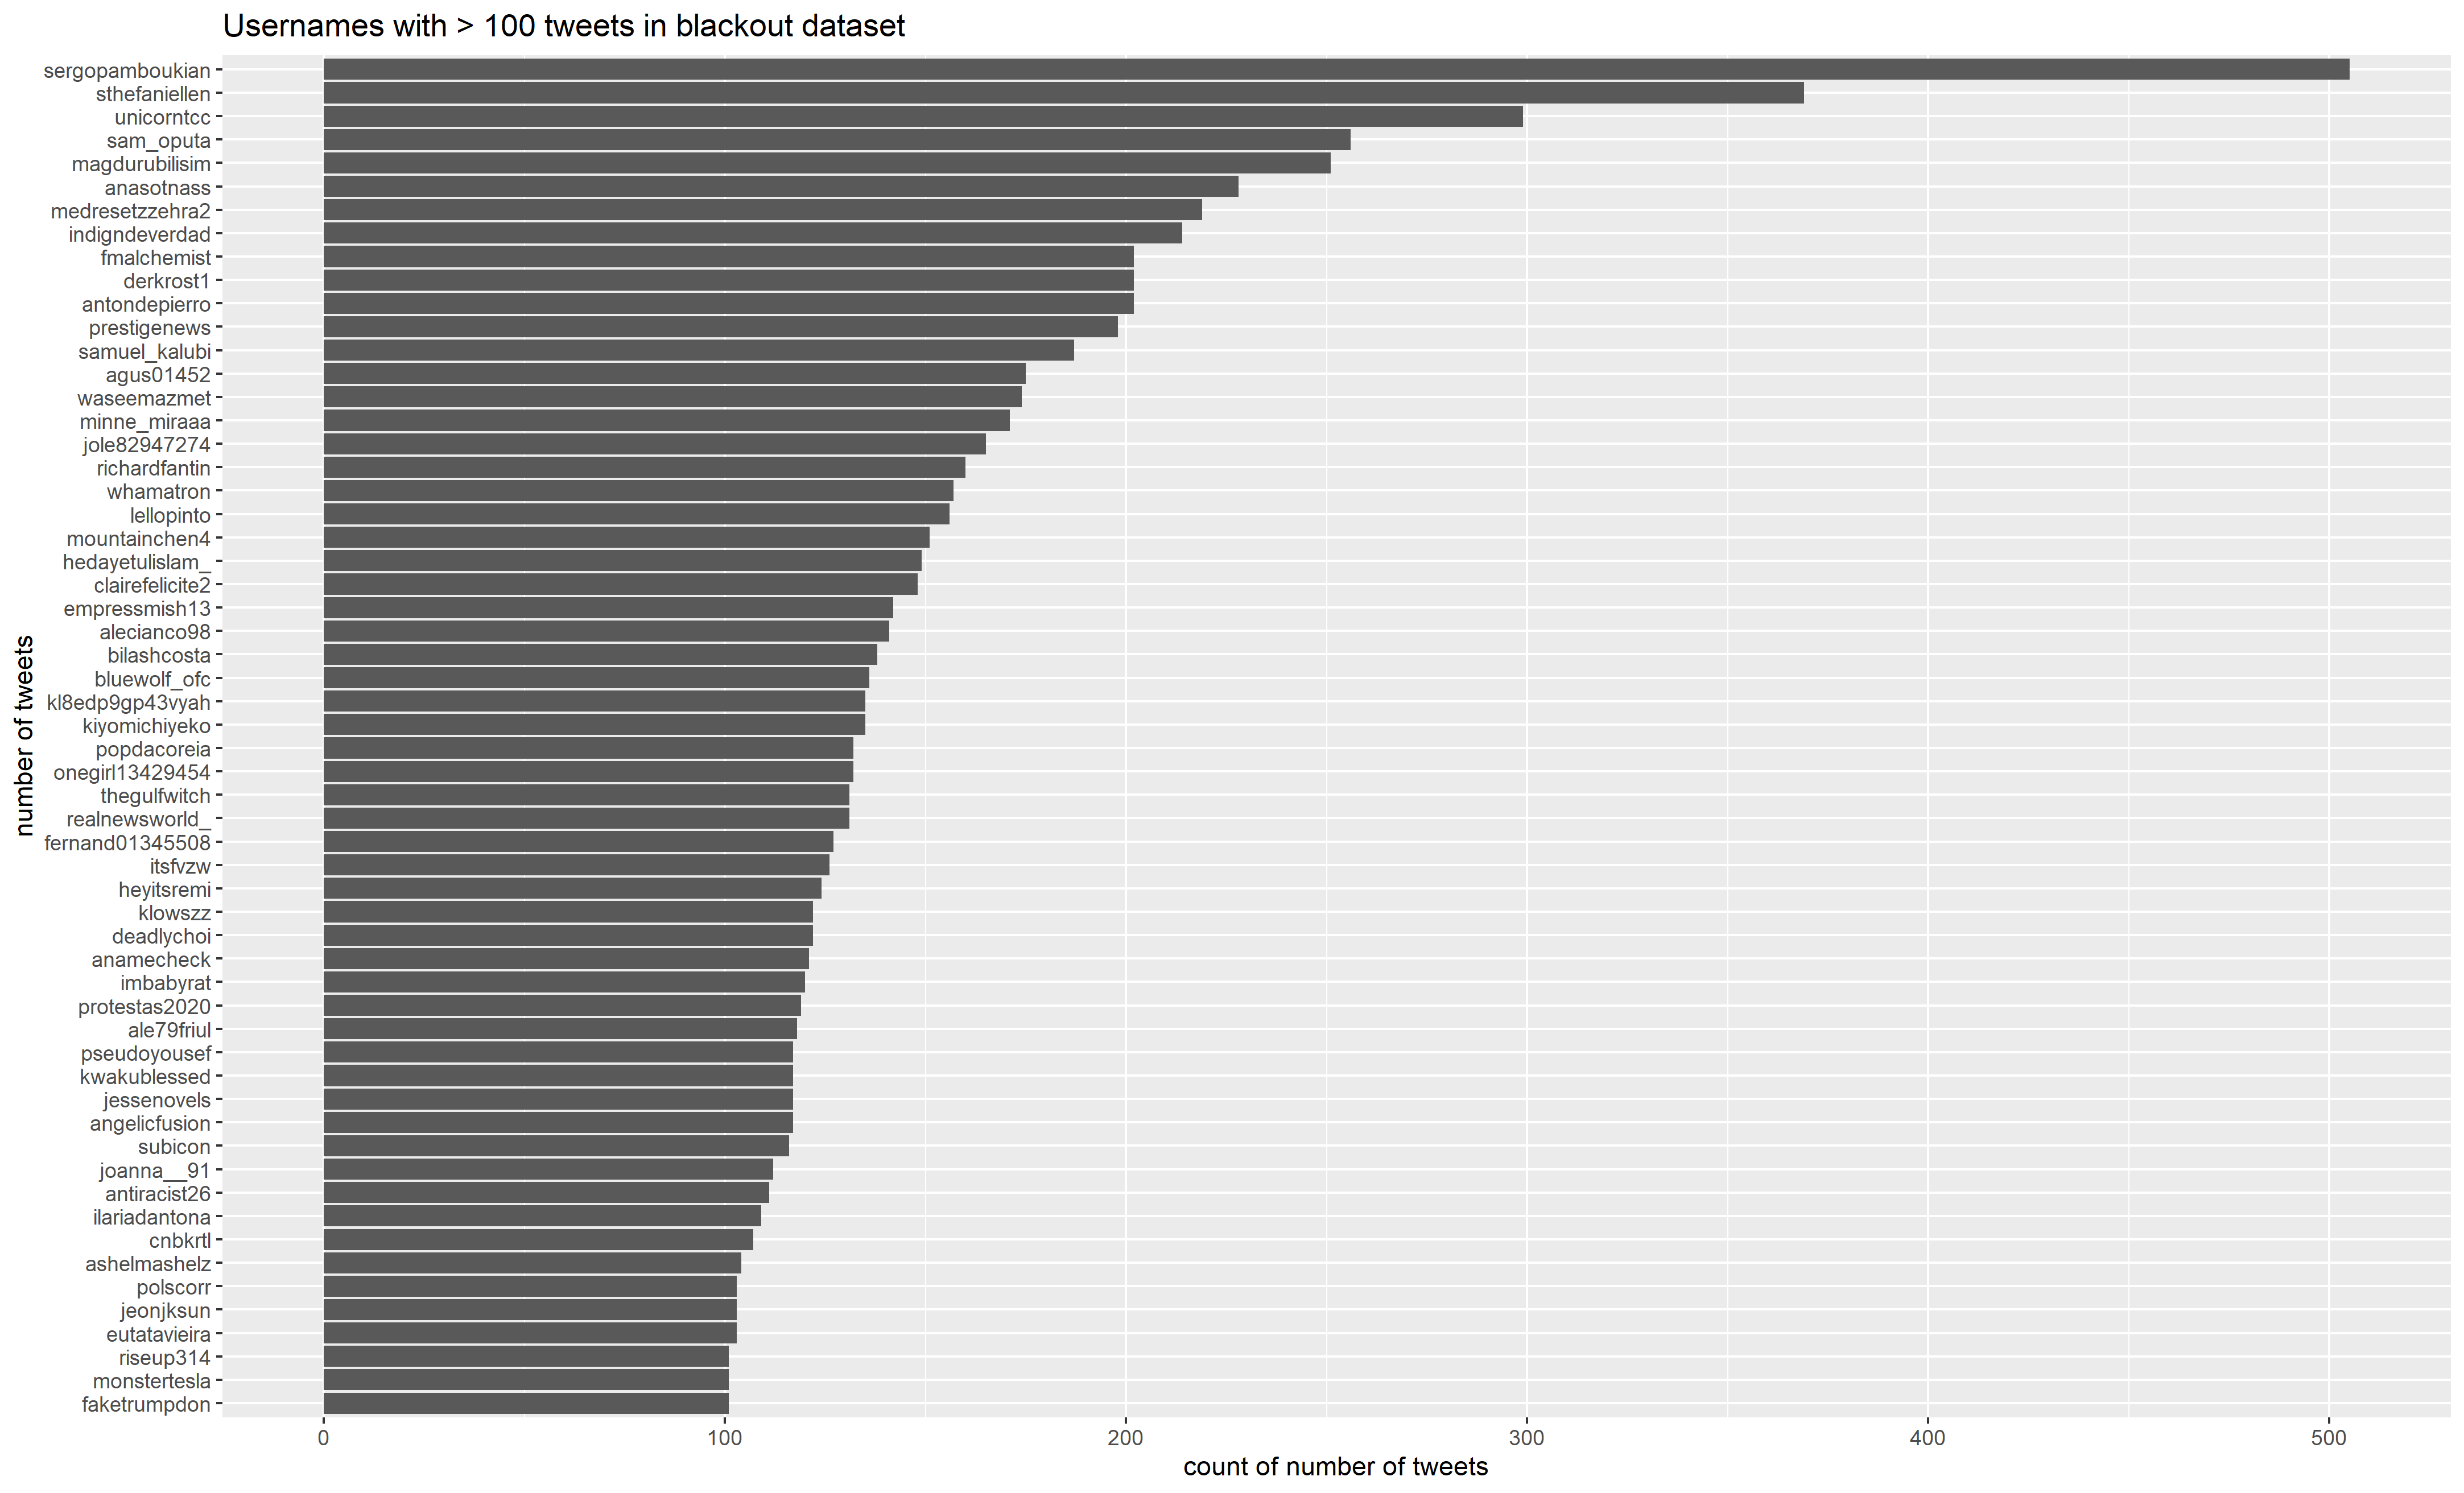 Usernames with > 100 tweets in blackout dataset
sergopamboukian
sthefaniellen
unicorntcc
sam_oputa
magdurubilisim
anasotnass
medresetzzehra2
indigndeverdad
fmalchemist
derkrost1
antondepierro
prestigenews
samuel_kalubi
agus01452
waseemazmet
minne_miraaa
jole82947274
richardfantin
whamatron
lellopinto
mountainchen4
hedayetulislam_
clairefelicite2
empressmish13
alecianco98
bilashcosta
bluewolf_ofc
kl8edp9gp43vyah
kiyomichiyeko
popdacoreia
onegirl13429454
thegulfwitch
realnewsworld_
fernand01345508
itsfvzw
heyitsremi
klowszz
deadlychoi
anamecheck
imbabyrat
protestas2020
ale79friul
pseudoyousef
kwakublessed
jessenovels
angelicfusion
subicon
joanna__91
antiracist26
ilariadantona
cnbkrtl
ashelmashelz
polscorr
jeonjksun
eutatavieira
riseup314
monstertesla
faketrumpdon
number of tweets
0 100 200 300 400 500
count of number of tweets